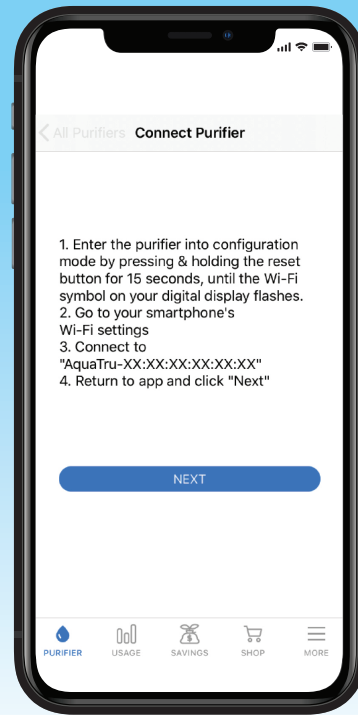 All Purifiers Connect Purifier
1. Enter the purifier into configuration
mode by pressing & holding the reset
button for 15 seconds, until the Wi-Fi
symbol on your digital display flashes.
2. Go to your smartphone's
Wi-Fi settings
3. Connect to
"AquaTru-XX:XX:XX:XX:XX:XX"
4. Return to app and click "Next"
NEXT
PURIFIER USAGE SAVINGS SHOP MORE